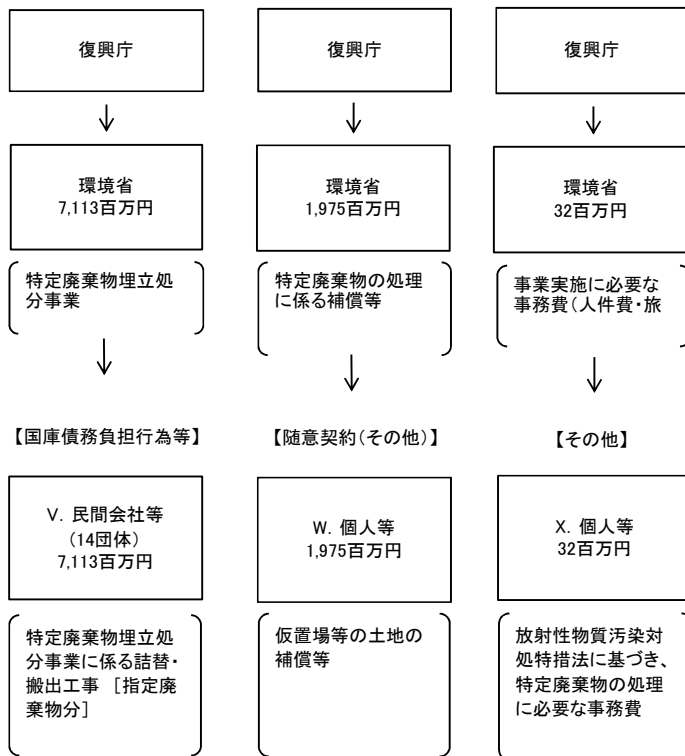 復興庁
環境省
7,113百万円
特定廃棄物埋立処
分事業
【国庫債務負担行為等】
V. 民間会社等
(14団体)
7,113百万円
特定廃棄物埋立処
分事業に係る詰替・
搬出工事 [指定廃
棄物分]
復興庁
環境省
1,975百万円
特定廃棄物の処理
に係る補償等
【随意契約(その他)】
W. 個人等
1,975百万円
仮置場等の土地の
補償等
復興庁
環境省
32百万円
事業実施に必要な
事務費(人件費・旅
【その他】
X. 個人等
32百万円
放射性物質汚染対
処特措法に基づき、
特定廃棄物の処理
に必要な事務費